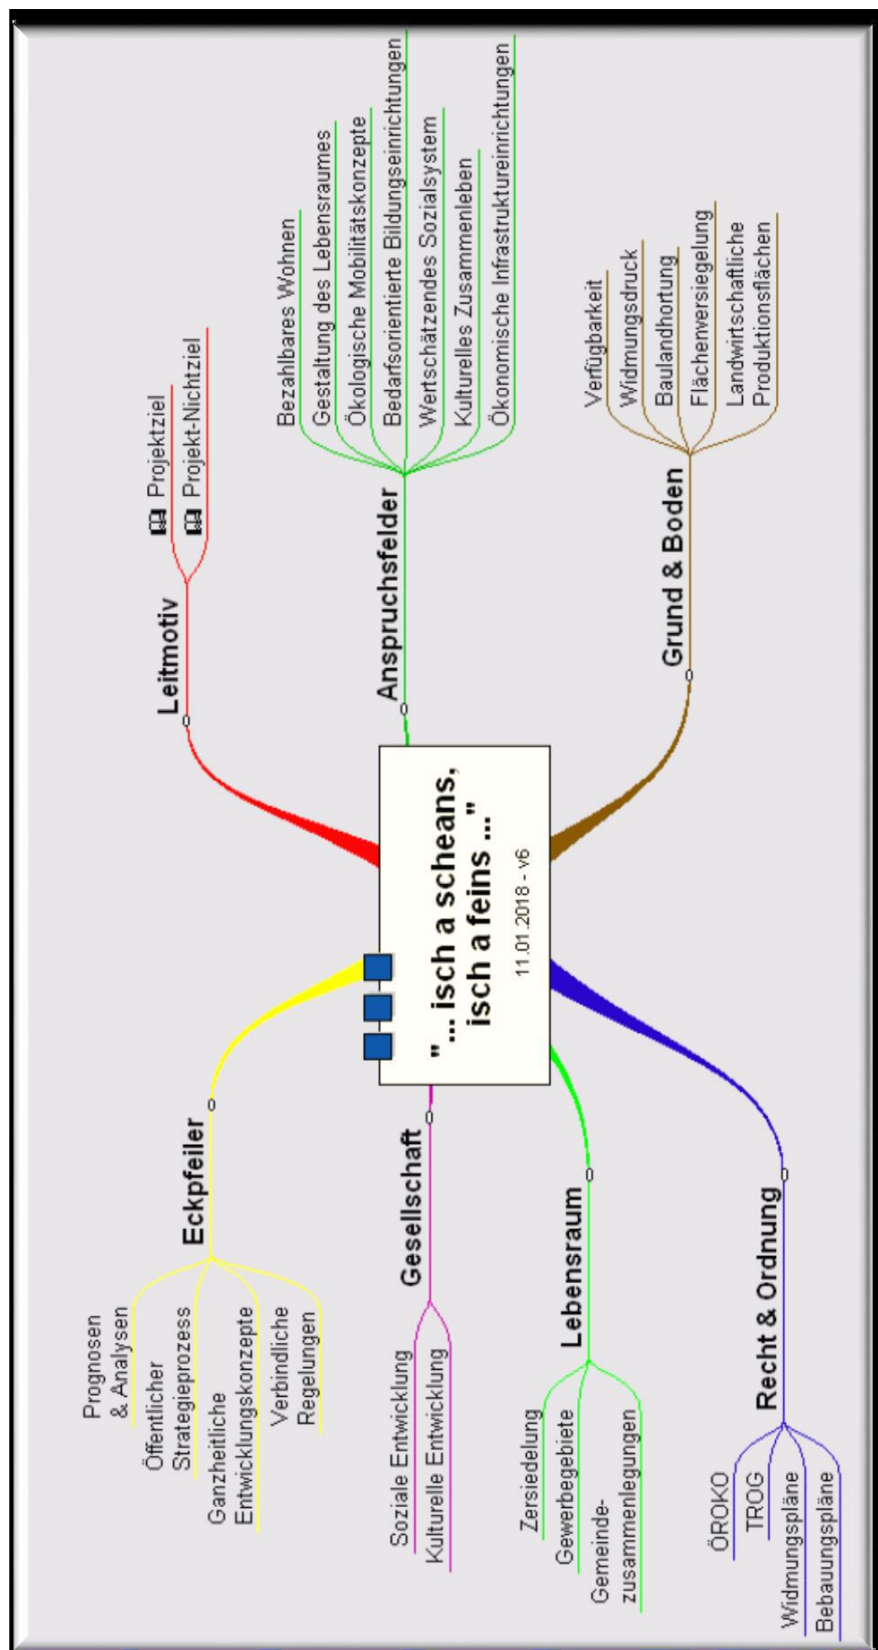 "... isch a scheans,
isch a feins ..."
11.01.2018 - v6
Leitmotiv
Projektziel
Projekt-Nichtziel
Anspruchsfelder
Bezahlbares Wohnen
Gestaltung des Lebensraumes
Ökologische Mobilitätskonzepte
Bedarfsorientierte Bildungseinrichtungen
Wertschätzendes Sozialsystem
Kulturelles Zusammenleben
Ökonomische Infrastruktureinrichtungen
Grund & Boden
Verfügbarkeit
Widmungsdruck
Baulandhortung
Flächenversiegelung
Landwirtschaftliche
Produktionsflächen
Eckpfeiler
Prognosen
& Analysen
Öffentlicher
Strategieprozess
Ganzheitliche
Entwicklungskonzepte
Verbindliche
Regelungen
Gesellschaft
Soziale Entwicklung
Kulturelle Entwicklung
Lebensraum
Zersiedelung
Gewerbegebiete
Gemeinde-
zusammenlegungen
Recht & Ordnung
ÖROKO
TROG
Widmungspläne
Bebauungspläne